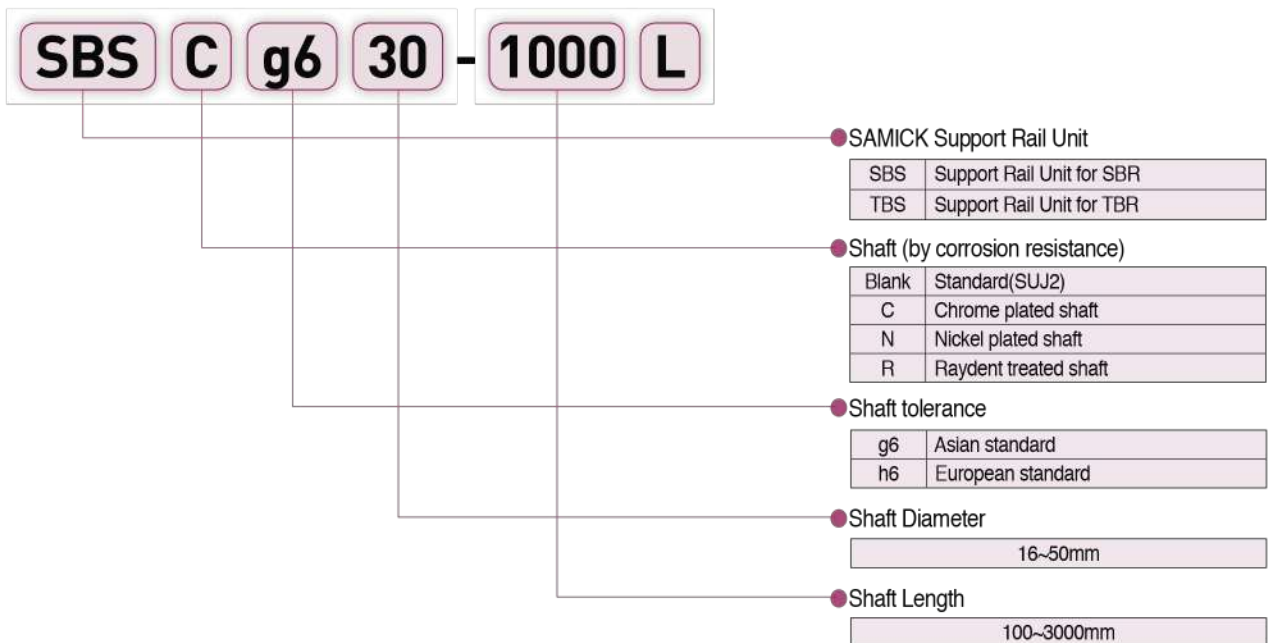 SBS C g6 30 - 1000 L
SAMICK Support Rail Unit
SBS Support Rail Unit for SBR
TBS Support Rail Unit for TBR
Shaft (by corrosion resistance)
Blank Standard(SUJ2)
C Chrome plated shaft
N Nickel plated shaft
R Raydent treated shaft
Shaft tolerance
g6 Asian standard
h6 European standard
Shaft Diameter
16~50mm
Shaft Length
100~3000mm